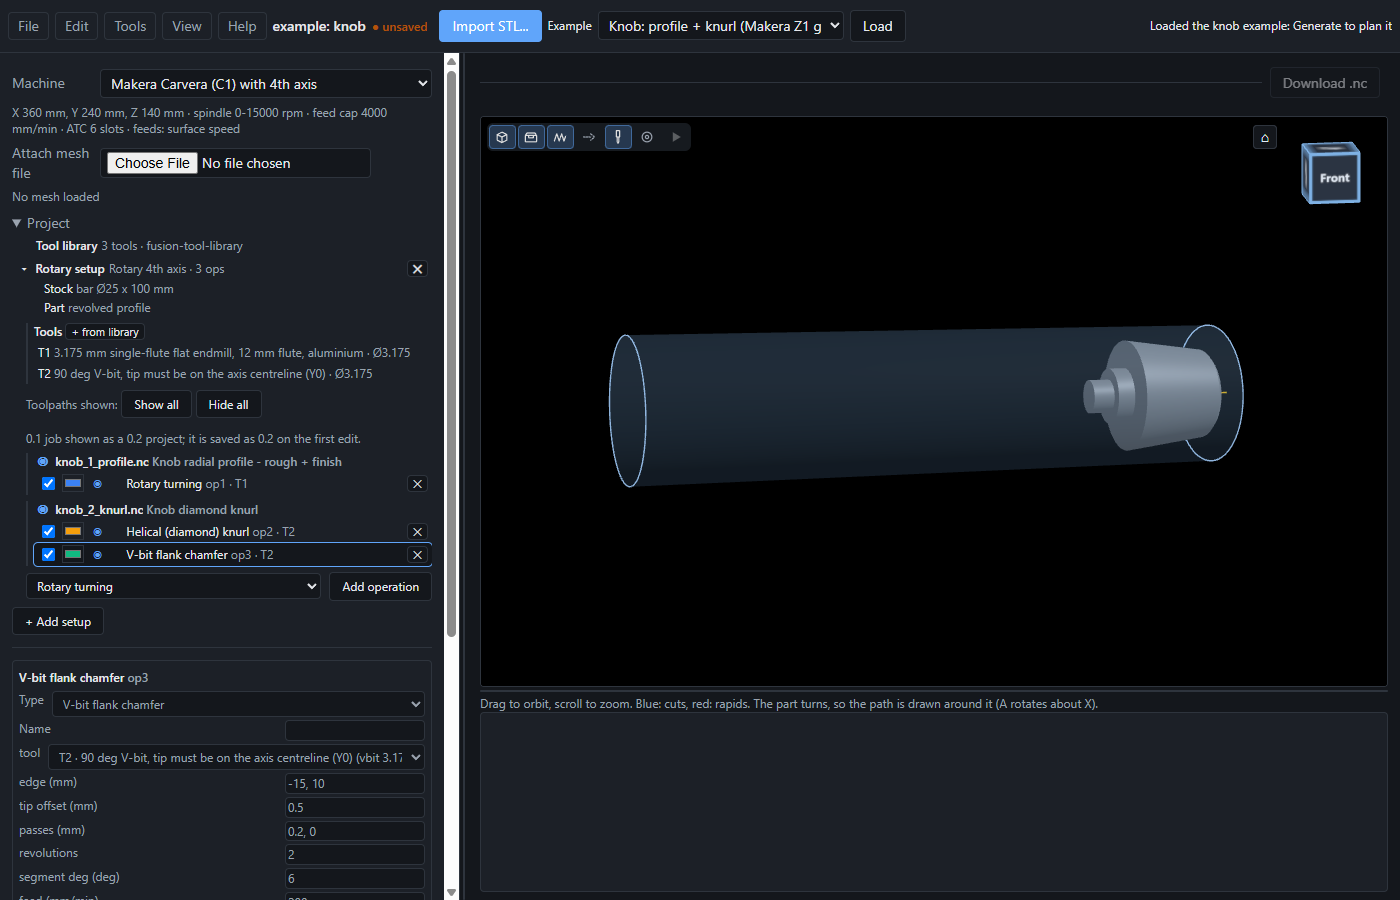 File Edit Tools View Help example: knob • unsaved Import STL... Example Knob: profile + knurl (Makera Z1 g Load Loaded the knob example: Generate to plan it
Machine Makera Carvera (C1) with 4th axis
X 360 mm, Y 240 mm, Z 140 mm · spindle 0-15000 rpm · feed cap 4000
mm/min · ATC 6 slots · feeds: surface speed
Attach mesh file Choose File No file chosen
No mesh loaded
Project
Tool library 3 tools · fusion-tool-library
Rotary setup Rotary 4th axis · 3 ops
Stock bar Ø25 x 100 mm
Part revolved profile
Tools + from library
T1 3.175 mm single-flute flat endmill, 12 mm flute, aluminium · Ø3.175
T2 90 deg V-bit, tip must be on the axis centreline (Y0) · Ø3.175
Toolpaths shown: Show all Hide all
0.1 job shown as a 0.2 project; it is saved as 0.2 on the first edit.
knob_1_profile.nc Knob radial profile - rough + finish
Rotary turning op1 · T1
knob_2_knurl.nc Knob diamond knurl
Helical (diamond) knurl op2 · T2
V-bit flank chamfer op3 · T2
Rotary turning Add operation
+ Add setup
V-bit flank chamfer op3
Type V-bit flank chamfer
Name
tool T2 · 90 deg V-bit, tip must be on the axis centreline (Y0) (vbit 3.17
edge (mm) -15, 10
tip offset (mm) 0.5
passes (mm) 0.2, 0
revolutions 2
segment deg (deg) 6
Download .nc
Front
Drag to orbit, scroll to zoom. Blue: cuts, red: rapids. The part turns, so the path is drawn around it (A rotates about X).